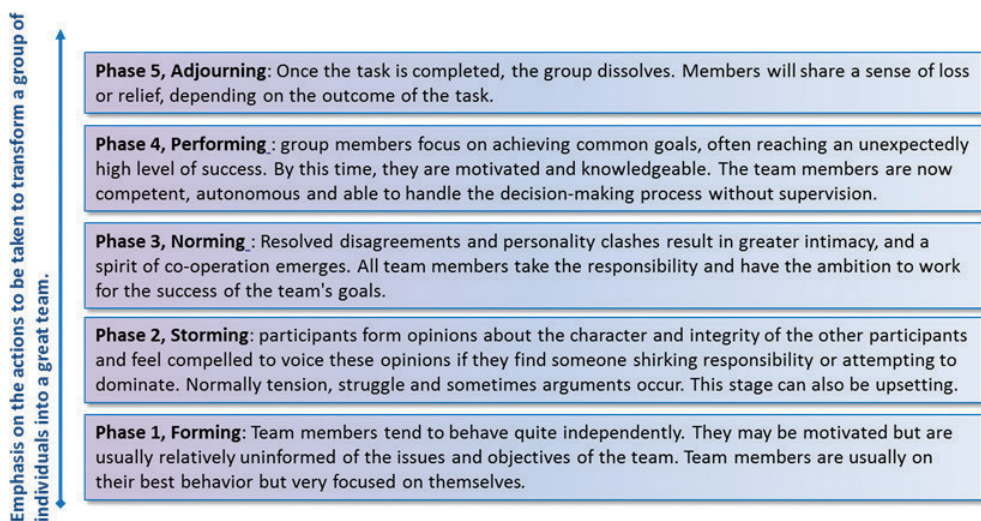 Emphasis on the actions to be taken to transform a group of
individuals into a great team.
Phase 5, Adjourning: Once the task is completed, the group dissolves. Members will share a sense of loss
or relief, depending on the outcome of the task.
Phase 4, Performing : group members focus on achieving common goals, often reaching an unexpectedly
high level of success. By this time, they are motivated and knowledgeable. The team members are now
competent, autonomous and able to handle the decision-making process without supervision.
Phase 3, Norming : Resolved disagreements and personality clashes result in greater intimacy, and a
spirit of co-operation emerges. All team members take the responsibility and have the ambition to work
for the success of the team's goals.
Phase 2, Storming: participants form opinions about the character and integrity of the other participants
and feel compelled to voice these opinions if they find someone shirking responsibility or attempting to
dominate. Normally tension, struggle and sometimes arguments occur. This stage can also be upsetting.
Phase 1, Forming: Team members tend to behave quite independently. They may be motivated but are
usually relatively uninformed of the issues and objectives of the team. Team members are usually on
their best behavior but very focused on themselves.